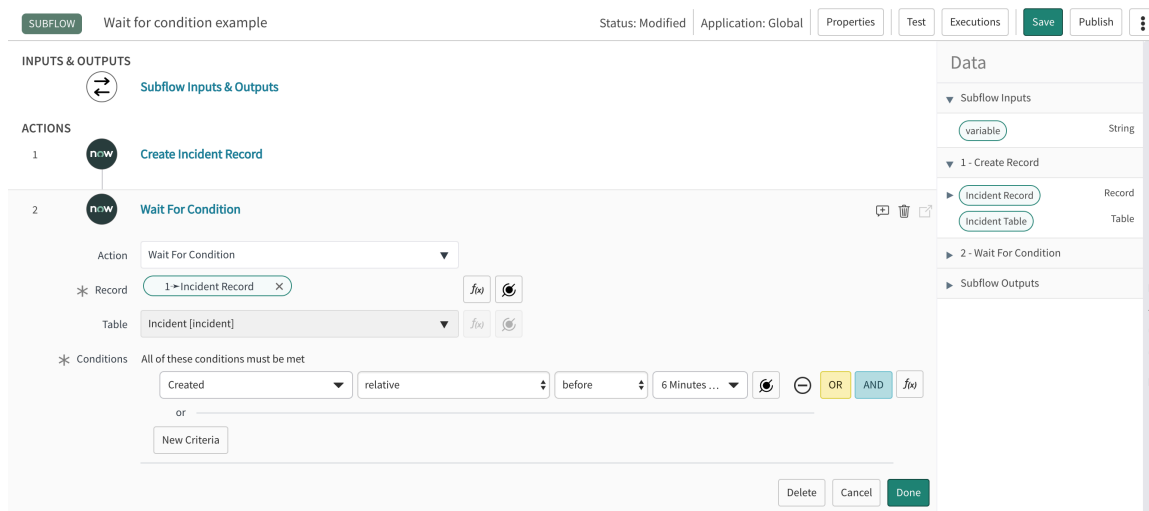 SUBFLOW Wait for condition example Status: Modified Application: Global Properties Test Executions Save Publish
INPUTS & OUTPUTS
Subflow Inputs & Outputs
ACTIONS
1 now Create Incident Record
2 now Wait For Condition
Action Wait For Condition
Record 1➛Incident Record × f(x)
Table Incident [incident] f(x)
Conditions All of these conditions must be met
Created relative before 6 Minutes ... OR AND f(x)
or
New Criteria
Delete Cancel Done
Data
Subflow Inputs
variable String
1 - Create Record
Incident Record Record
Incident Table Table
2 - Wait For Condition
Subflow Outputs